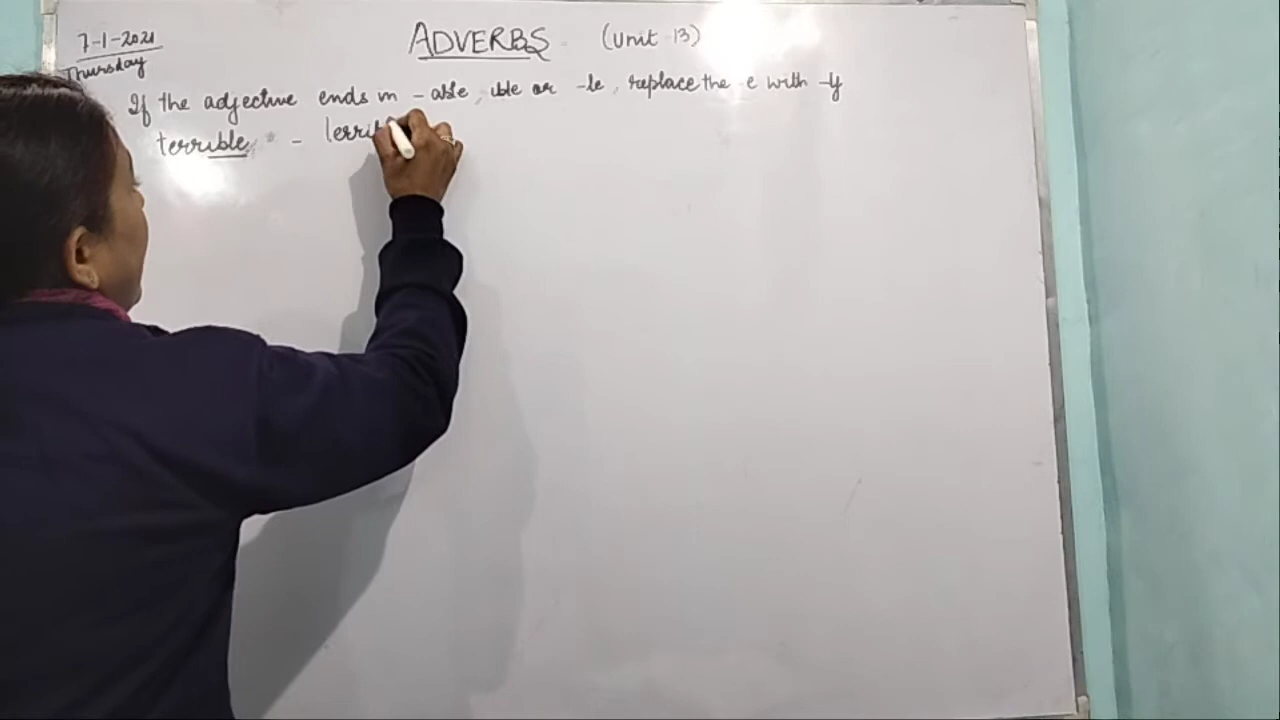 7-1-2021
Thursday
ADVERBS (Unit 13)
If the adjective ends in -able, ible or -le, replace the e with -y
terrible -